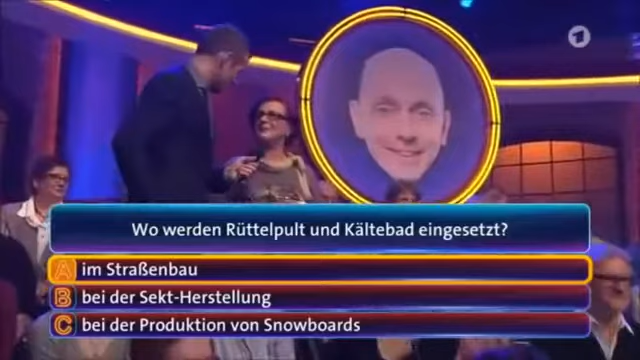 Wo werden Rüttelpult und Kältebad eingesetzt?
A im Straßenbau
B bei der Sekt-Herstellung
C bei der Produktion von Snowboards